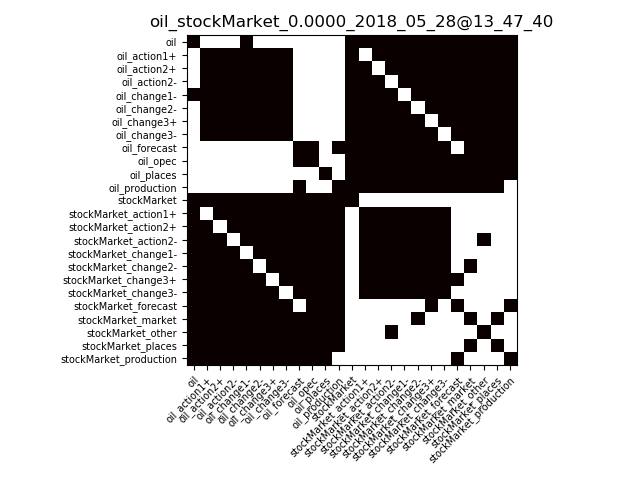 oil_stockMarket_0.0000_2018_05_28@13_47_40
oil
oil_action1+
oil_action2+
oil_action2-
oil_change1-
oil_change2-
oil_change3+
oil_change3-
oil_forecast
oil_opec
oil_places
oil_production
stockMarket
stockMarket_action1+
stockMarket_action2+
stockMarket_action2-
stockMarket_change1-
stockMarket_change2-
stockMarket_change3+
stockMarket_change3-
stockMarket_forecast
stockMarket_market
stockMarket_other
stockMarket_places
stockMarket_production
oil
oil_action1+
oil_action2+
oil_action2-
oil_change1-
oil_change2-
oil_change3+
oil_change3-
oil_forecast
oil_opec
oil_places
oil_production
stockMarket
stockMarket_action1+
stockMarket_action2+
stockMarket_action2-
stockMarket_change1-
stockMarket_change2-
stockMarket_change3+
stockMarket_change3-
stockMarket_forecast
stockMarket_market
stockMarket_other
stockMarket_places
stockMarket_production